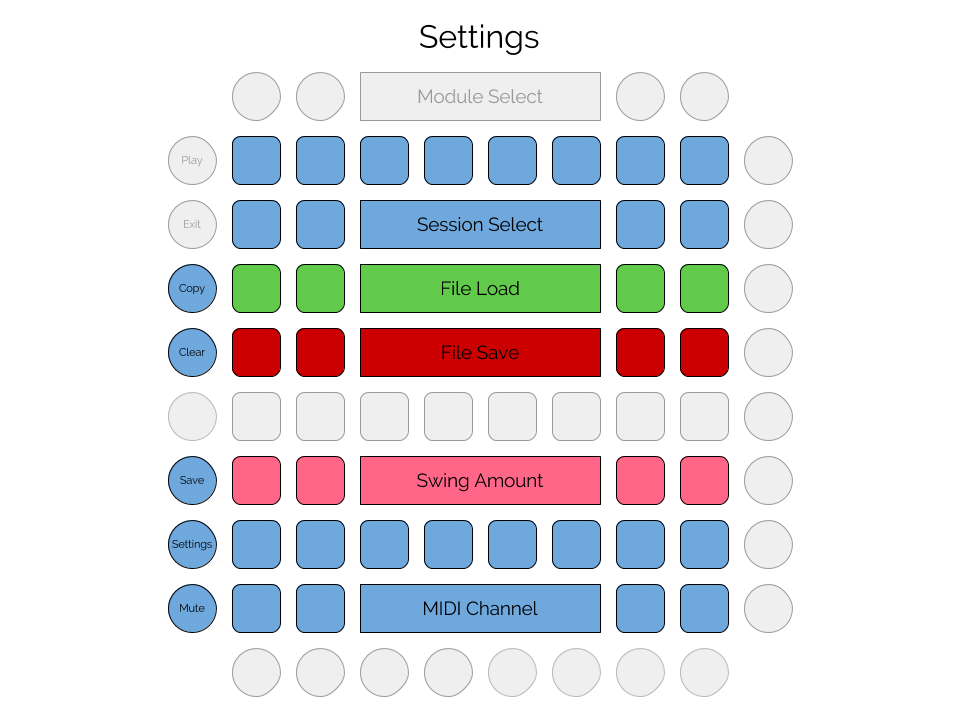 Settings
Module Select
Play
Exit
Session Select
Copy
File Load
Clear
File Save
Save
Swing Amount
Settings
Mute
MIDI Channel